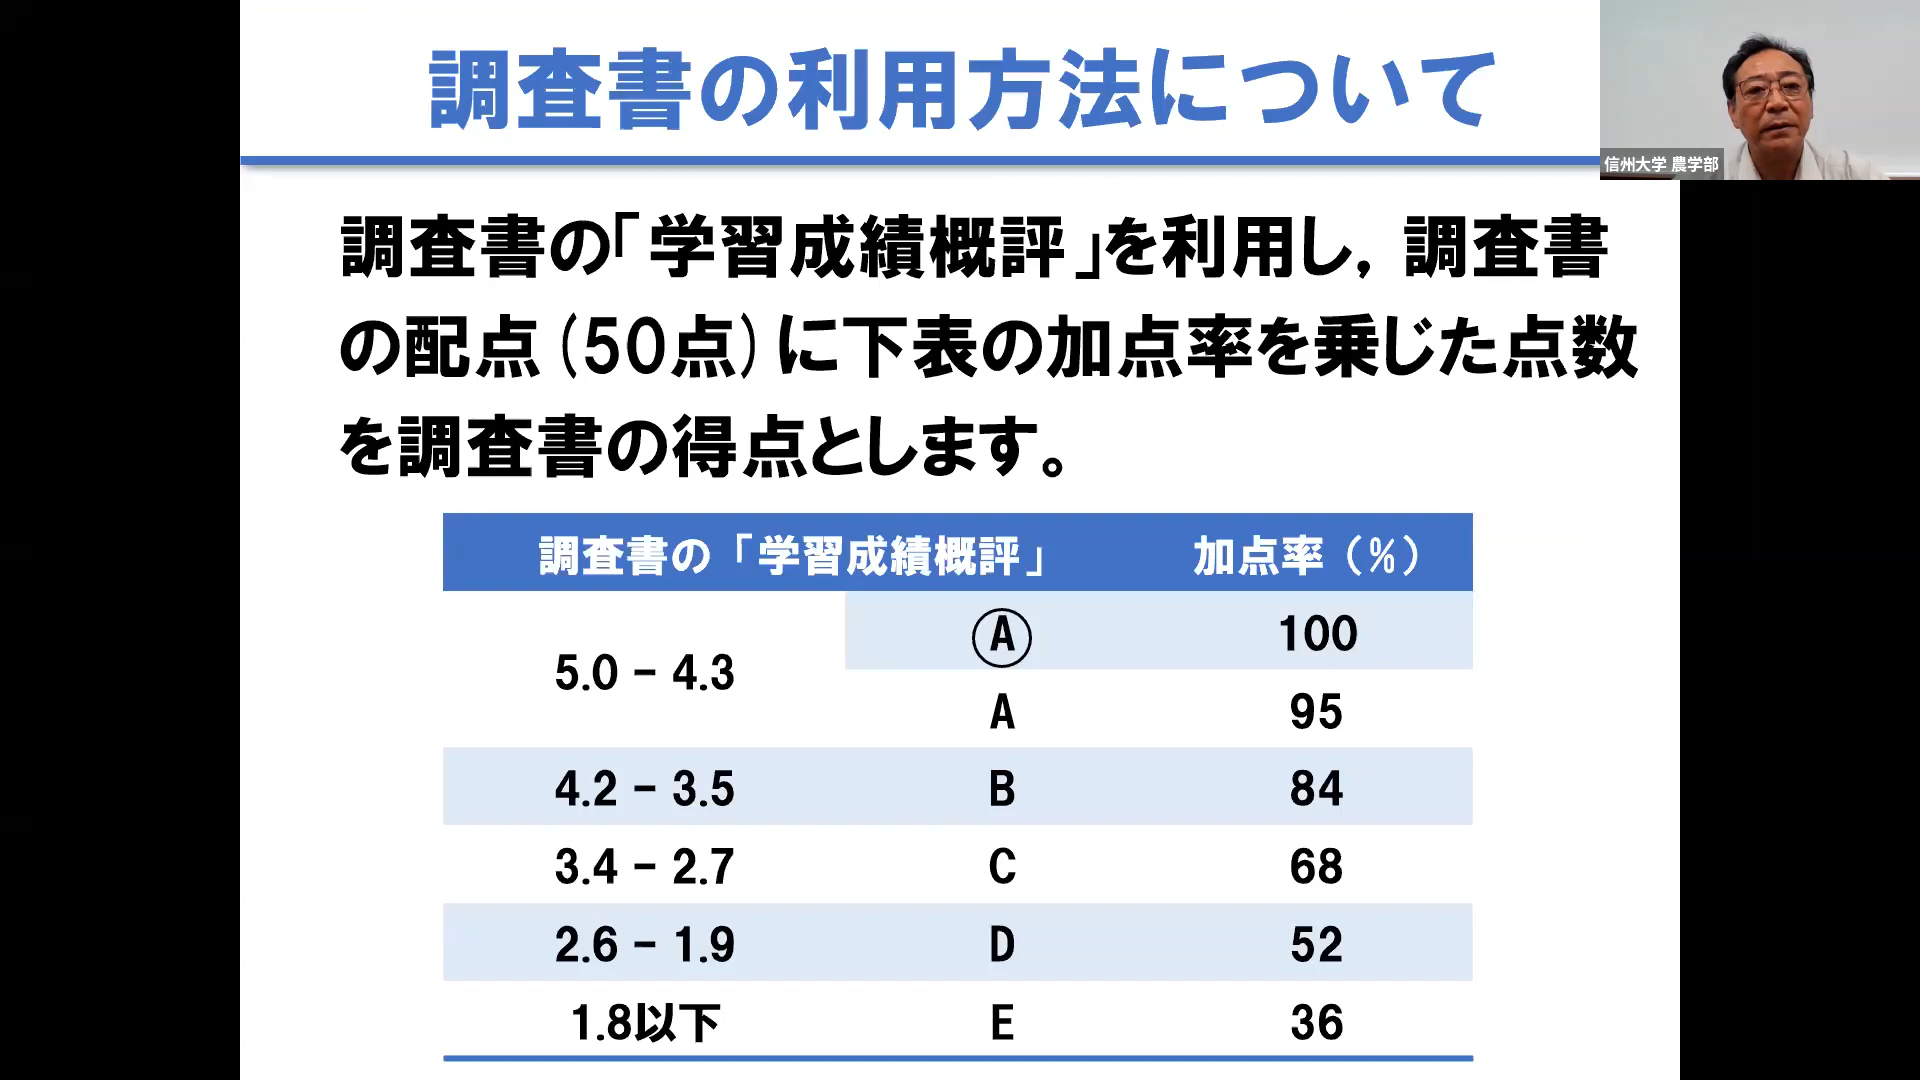 調査書の利用方法について
信州大学 農学部
調査書の「学習成績概評」を利用し，調査書
の配点(50点)に下表の加点率を乗じた点数
を調査書の得点とします。
調査書の「学習成績概評」 加点率（%）
5.0 – 4.3 Ⓐ 100
A 95
4.2 – 3.5 B 84
3.4 – 2.7 C 68
2.6 – 1.9 D 52
1.8以下 E 36